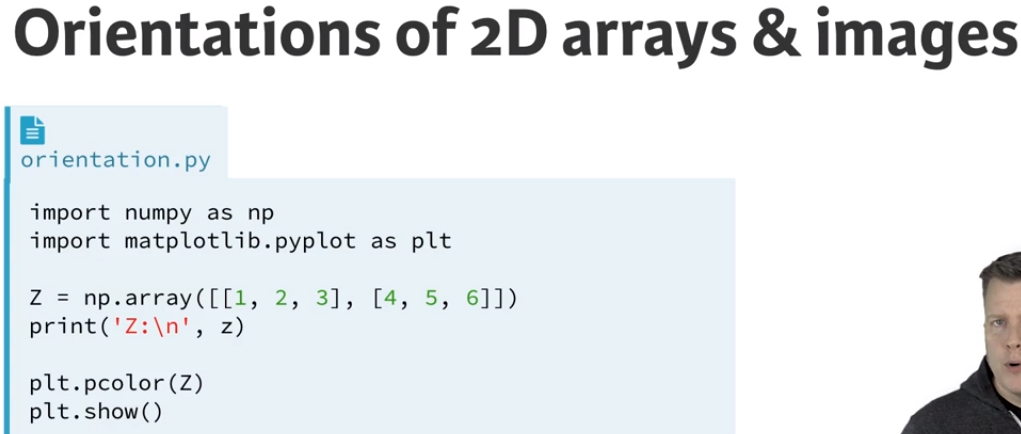 Orientations of 2D arrays & images
orientation.py
import numpy as np
import matplotlib.pyplot as plt
Z = np.array([[1, 2, 3], [4, 5, 6]])
print('Z:\n', z)
plt.pcolor(Z)
plt.show()